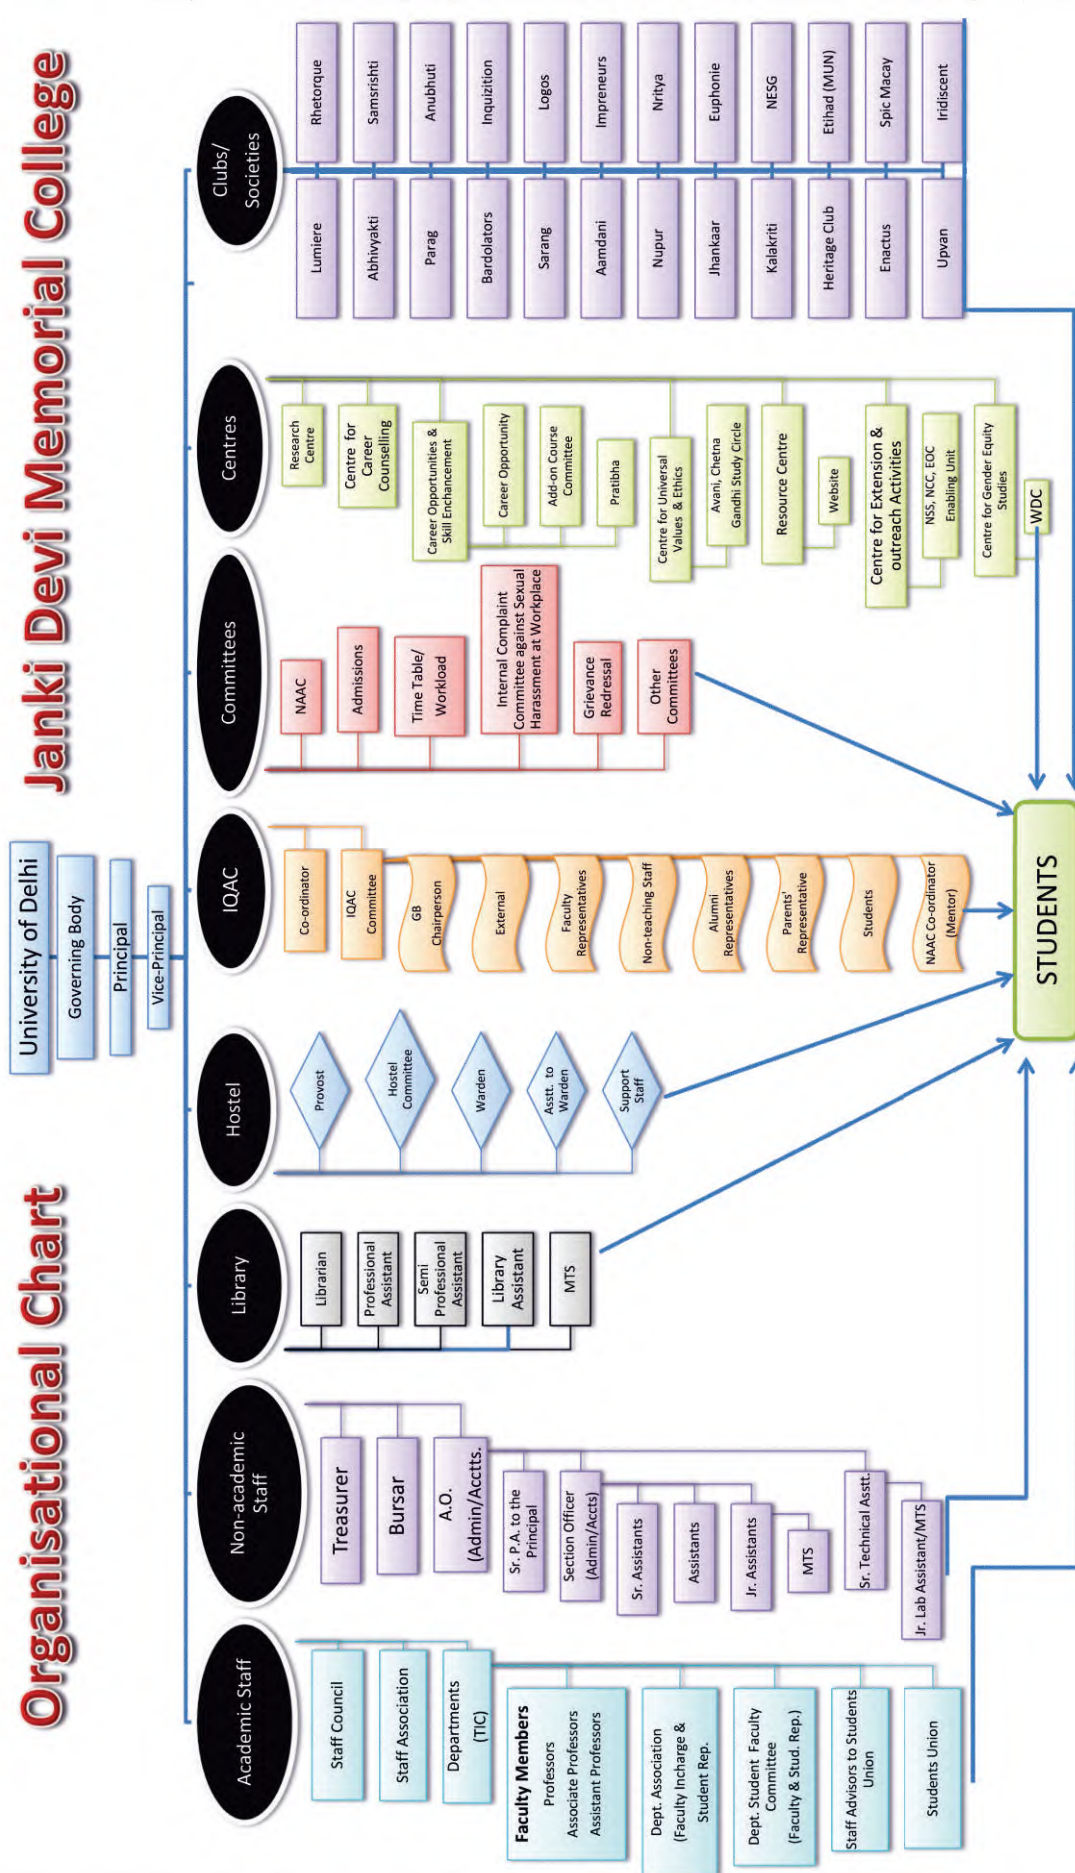 Organisational Chart
Janki Devi Memorial College
University of Delhi
Governing Body
Principal
Vice-Principal
Academic Staff
Staff Council
Staff Association
Departments
(TIC)
Faculty Members
Professors
Associate Professors
Assistant Professors
Dept. Association
(Faculty Incharge &
Student Rep.
Dept. Student Faculty
Committee
(Faculty & Stud. Rep.)
Staff Advisors to Students
Union
Students Union
Non-academic
Staff
Treasurer
Bursar
A.O.
(Admin/Acctts.
Sr. P.A. to the
Principal
Section Officer
(Admin/Accts)
Sr. Assistants
Assistants
Jr. Assistants
MTS
Sr. Technical Asstt.
Jr. Lab Assistant/MTS
Library
Librarian
Professional
Assistant
Semi
Professional
Assistant
Library
Assistant
MTS
Hostel
Provost
Hostel
Committee
Warden
Asstt. to
Warden
Support
Staff
IQAC
Co-ordinator
IQAC
Committee
GB
Chairperson
External
Faculty
Representatives
Non-teaching Staff
Alumni
Representatives
Parents'
Representative
Students
NAAC Co-ordinator
(Mentor)
Committees
NAAC
Admissions
Time Table/
Workload
Internal Complaint
Committee against Sexual
Harassment at Workplace
Grievance
Redressal
Other
Committees
Centres
Research
Centre
Centre for
Career
Counselling
Career Opportunities &
Skill Enchancement
Career Opportunity
Add-on Course
Committee
Pratibha
Centre for Universal
Values & Ethics
Avani, Chetna
Gandhi Study Circle
Resource Centre
Website
Centre for Extension &
outreach Activities
NSS, NCC, EOC
Enabling Unit
Centre for Gender Equity
Studies
WDC
Clubs/
Societies
Lumiere
Rhetorque
Abhivyakti
Samsrishti
Parag
Anubhuti
Bardolators
Inquizition
Sarang
Logos
Aamdani
Impreneurs
Nupur
Nritya
Jhankaar
Euphonie
Kalakriti
NESG
Heritage Club
Etihad (MUN)
Enactus
Spic Macay
Upvan
Iridiscent
STUDENTS